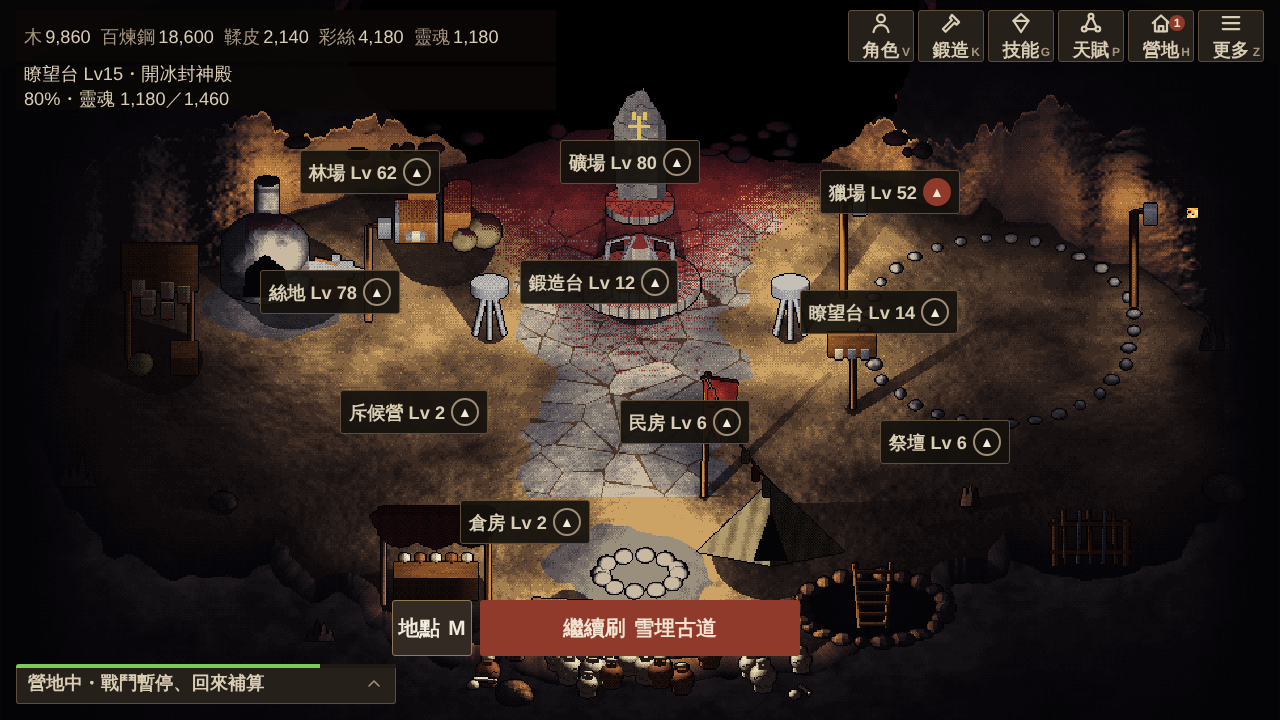 木 9,860 百煉鋼 18,600 鞣皮 2,140 彩絲 4,180 靈魂 1,180
瞭望台 Lv15・開冰封神殿
80%・靈魂 1,180／1,460
角色 V
鍛造 K
技能 G
天賦 P
營地 H
1
更多 Z
林場 Lv 62
礦場 Lv 80
獵場 Lv 52
絲地 Lv 78
鍛造台 Lv 12
瞭望台 Lv 14
斥候營 Lv 2
民房 Lv 6
祭壇 Lv 6
倉房 Lv 2
地點 M
繼續刷 雪埋古道
營地中・戰鬥暫停、回來補算